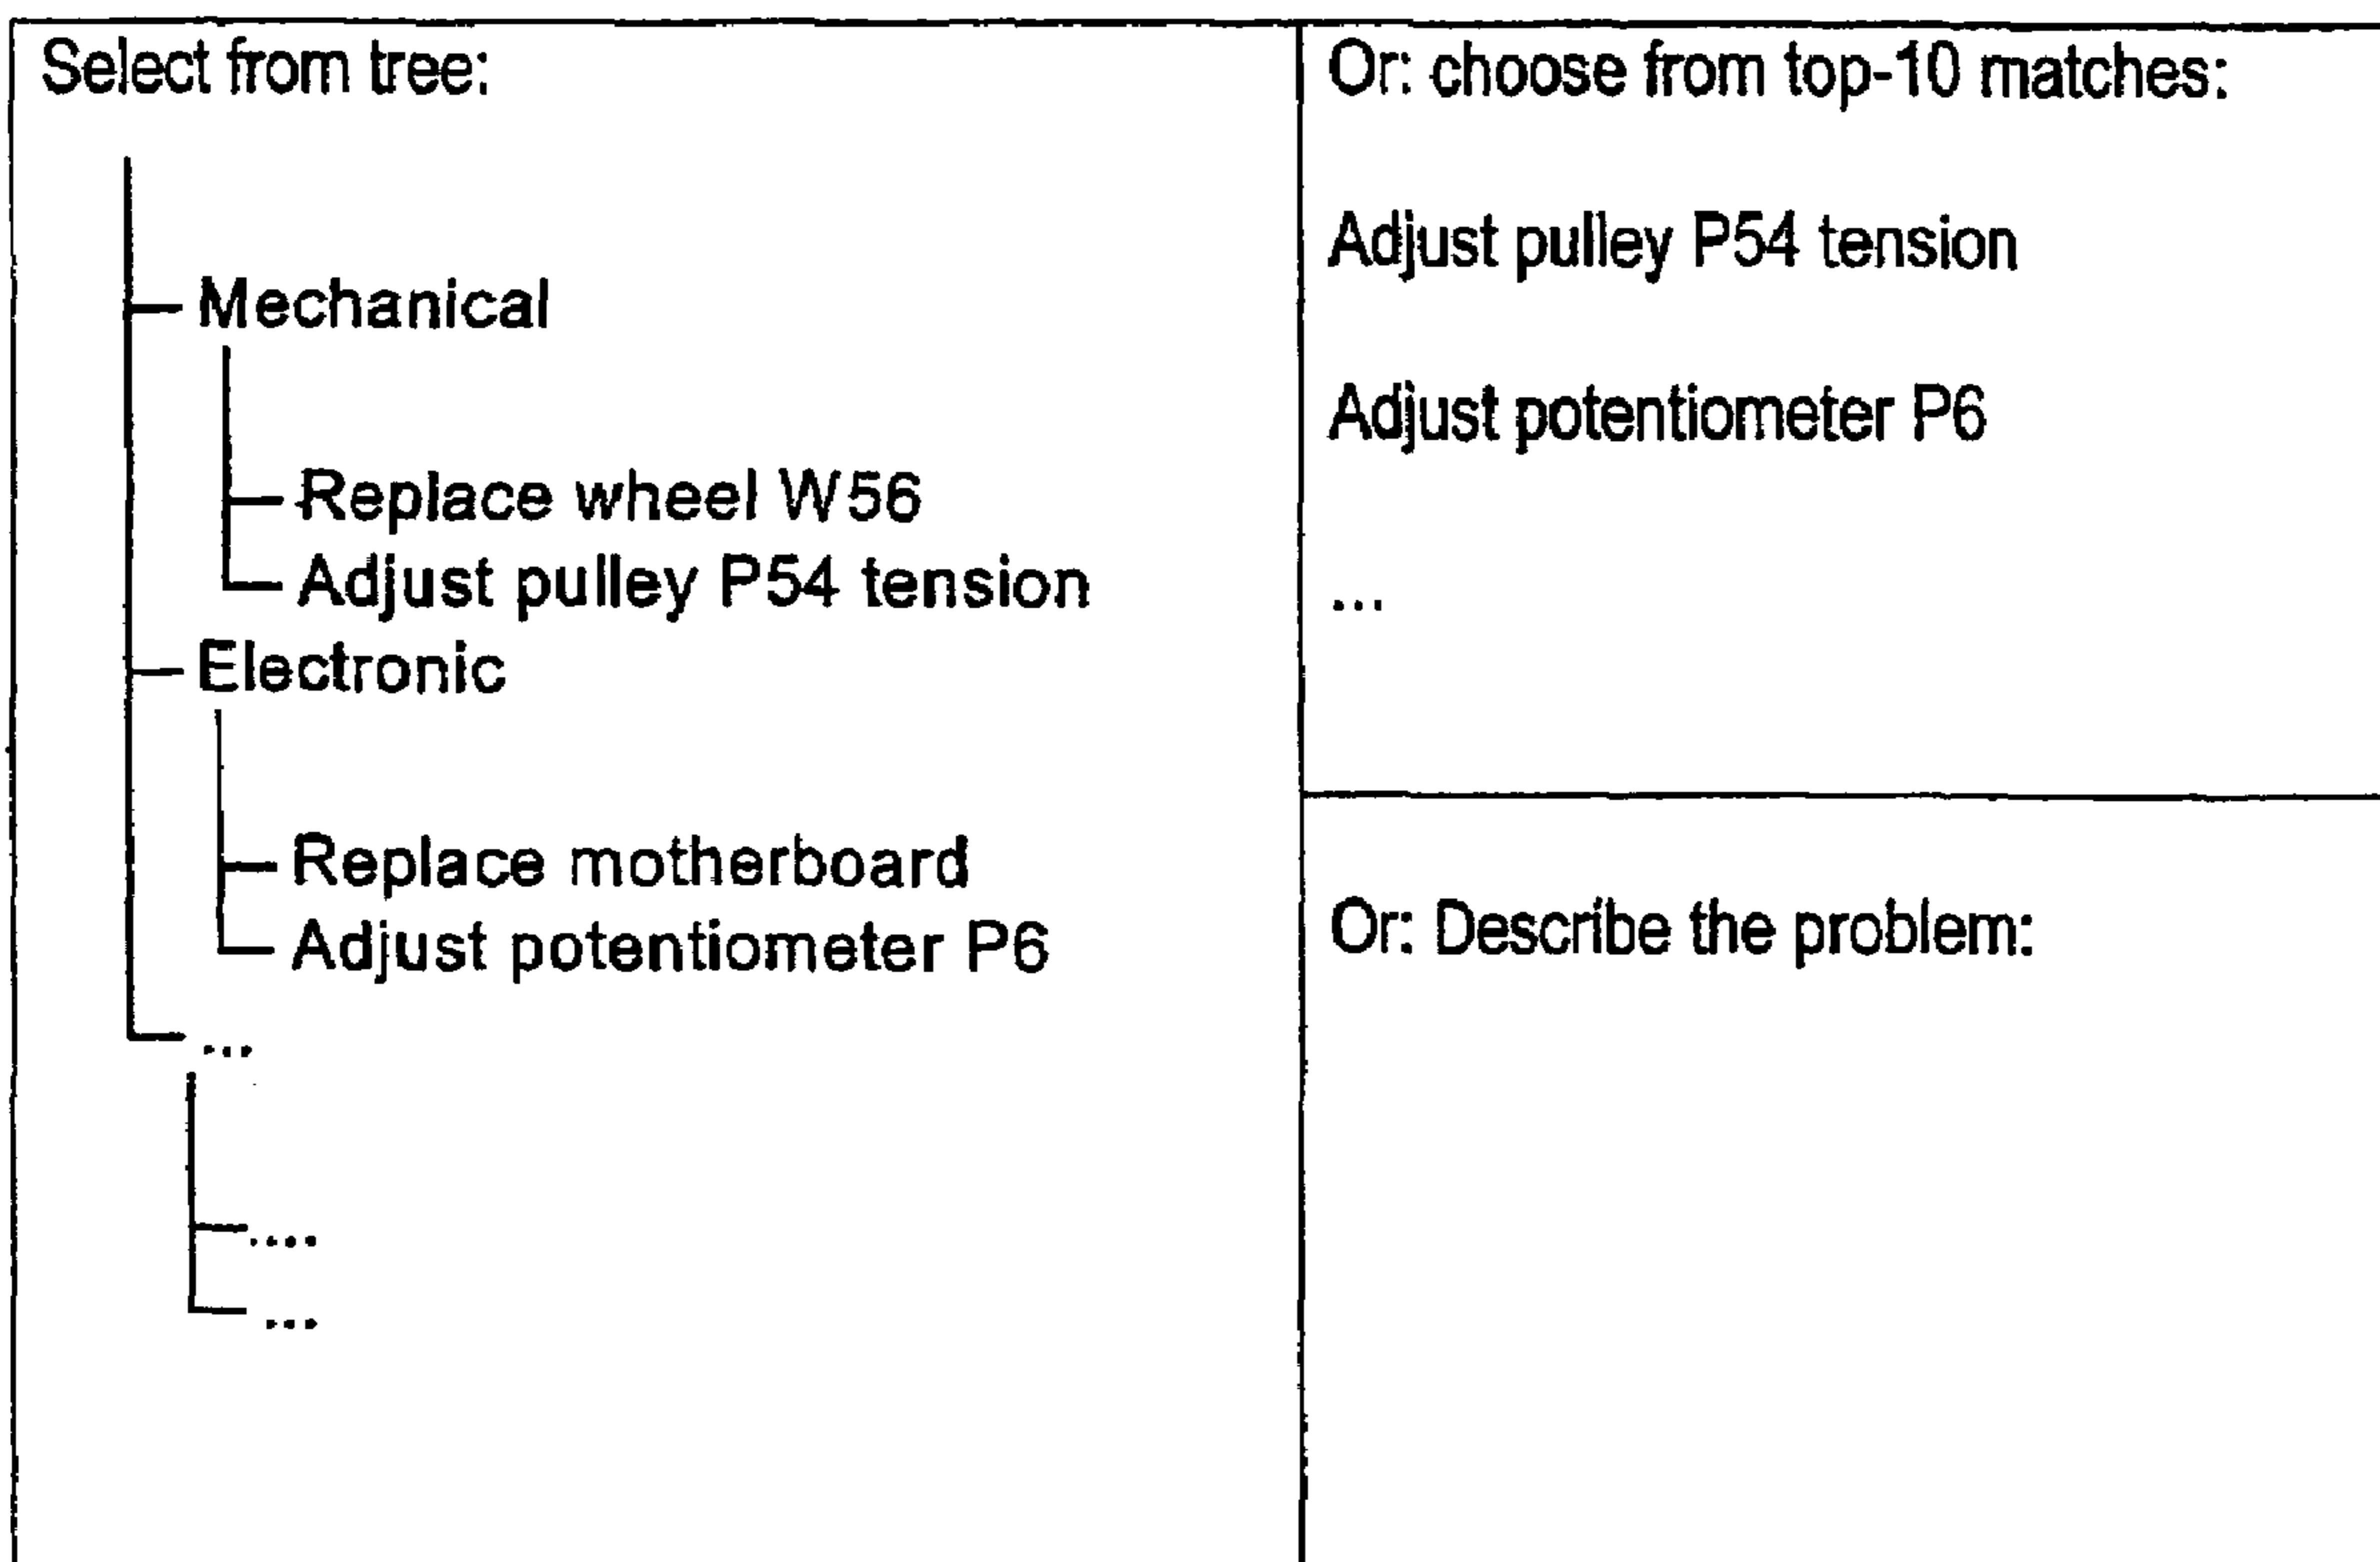 Select from tree:
Mechanical
Replace wheel W56
Adjust pulley P54 tension
Electronic
Replace motherboard
Adjust potentiometer P6
...
....
...
Or: choose from top-10 matches:
Adjust pulley P54 tension
Adjust potentiometer P6
...
Or: Describe the problem: